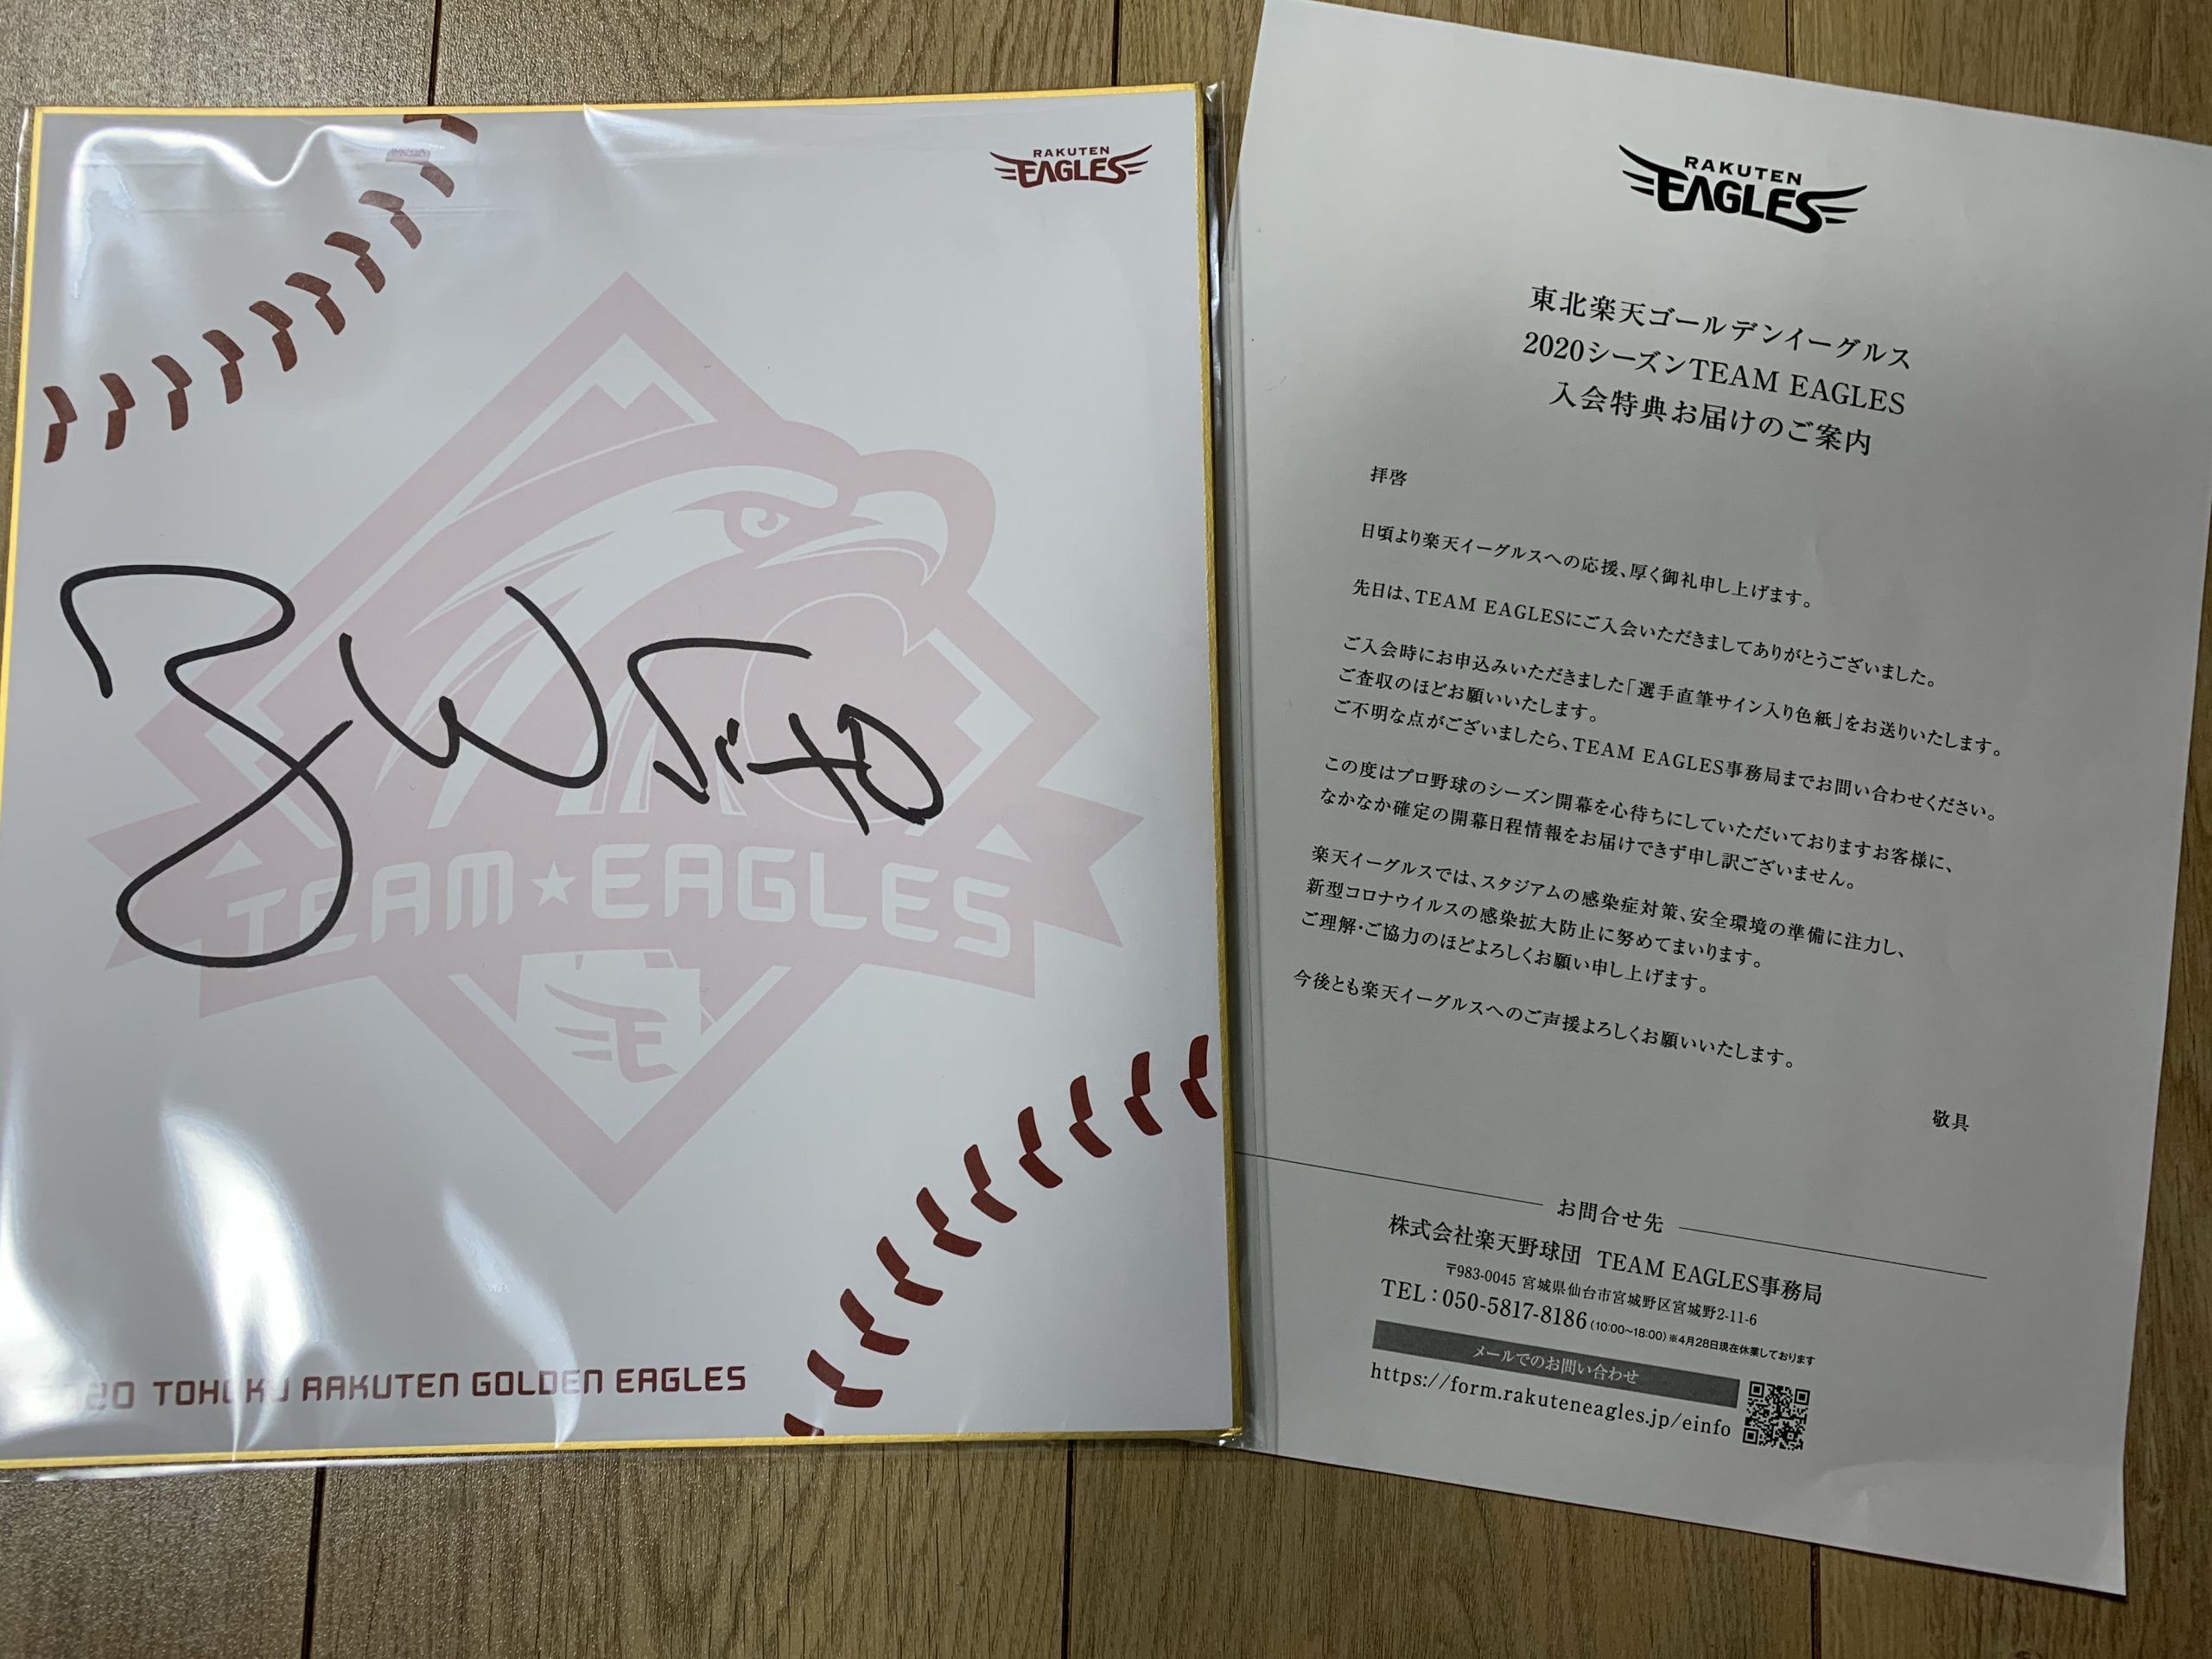 RAKUTEN
EAGLES
TEAM★EAGLES
E
20 TOHOKU RAKUTEN GOLDEN EAGLES
RAKUTEN
EAGLES
東北楽天ゴールデンイーグルス
2020シーズンTEAM EAGLES
入会特典お届けのご案内
拝啓
日頃より楽天イーグルスへの応援、厚く御礼申し上げます。
先日は、TEAM EAGLESにご入会いただきましてありがとうございました。
ご入会時にお申込みいただきました「選手直筆サイン入り色紙」をお送りいたします。
ご査収のほどお願いいたします。
ご不明な点がございましたら、TEAM EAGLES事務局までお問い合わせください。
この度はプロ野球のシーズン開幕を心待ちにしていただいておりますお客様に、
なかなか確定の開幕日程情報をお届けできず申し訳ございません。
楽天イーグルスでは、スタジアムの感染症対策、安全環境の準備に注力し、
新型コロナウイルスの感染拡大防止に努めてまいります。
ご理解・ご協力のほどよろしくお願い申し上げます。
今後とも楽天イーグルスへのご声援よろしくお願いいたします。
敬具
お問合せ先
株式会社楽天野球団 TEAM EAGLES事務局
〒983-0045 宮城県仙台市宮城野区宮城野2-11-6
TEL：050-5817-8186（10:00~18:00）※4月28日現在休業しております
メールでのお問い合わせ
https://form.rakuteneagles.jp/einfo